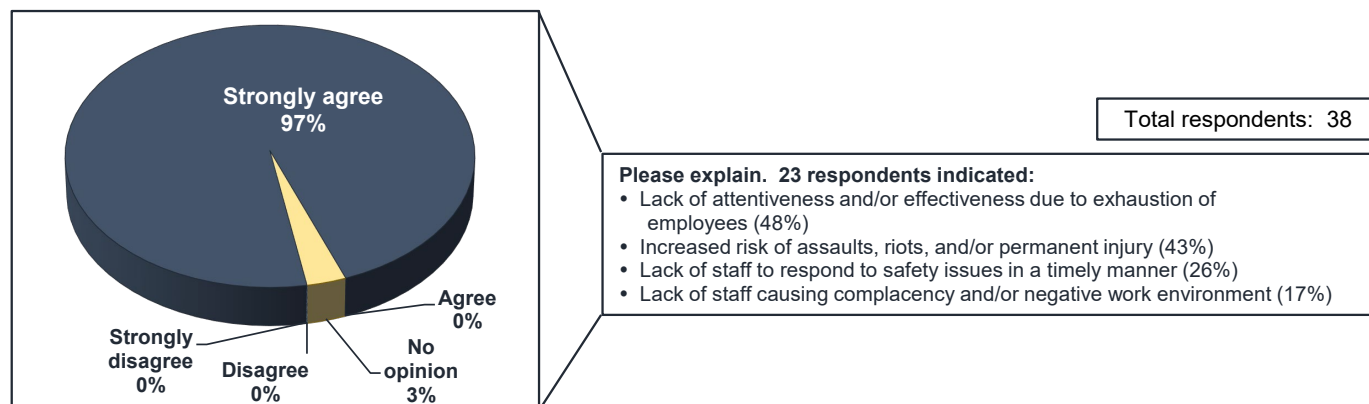 Strongly agree
97%
Agree
0%
No
opinion
3%
Disagree
0%
Strongly
disagree
0%
Total respondents: 38
Please explain. 23 respondents indicated:
• Lack of attentiveness and/or effectiveness due to exhaustion of
employees (48%)
• Increased risk of assaults, riots, and/or permanent injury (43%)
• Lack of staff to respond to safety issues in a timely manner (26%)
• Lack of staff causing complacency and/or negative work environment (17%)